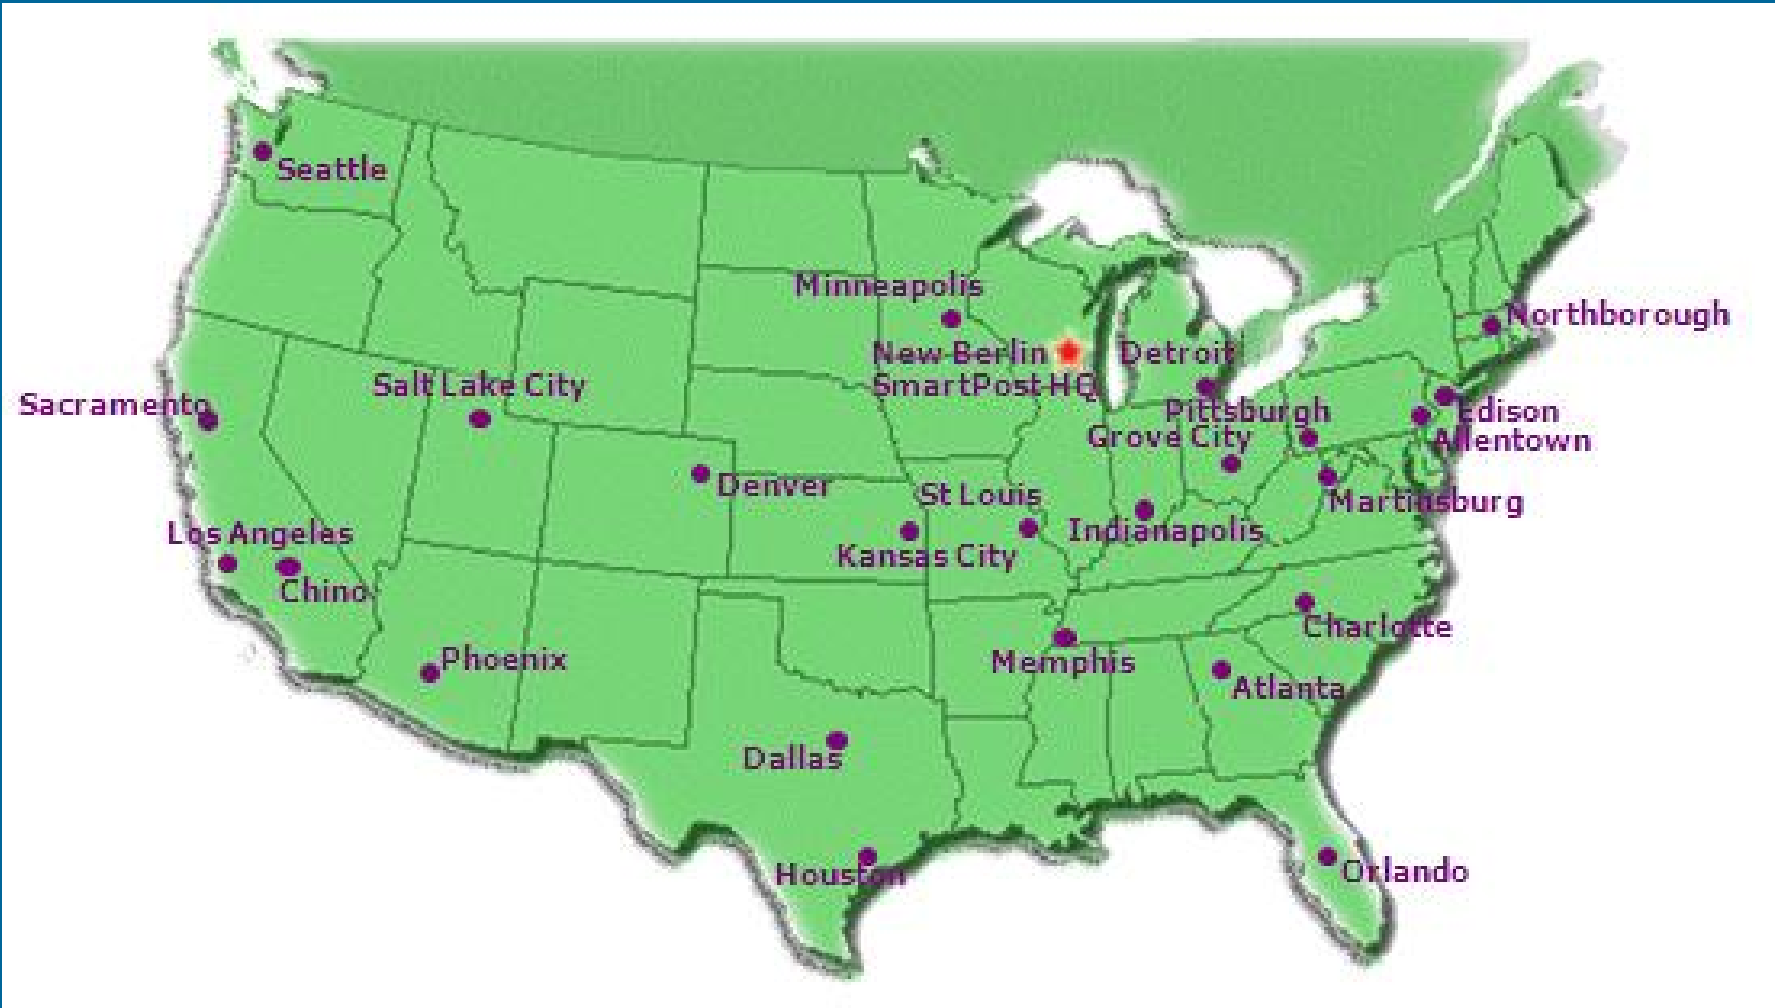 Seattle
Minneapolis
Northborough
New Berlin
SmartPost HQ
Detroit
Salt Lake City
Sacramento
Pittsburgh
Edison
Grove City
Allentown
Denver
St Louis
Martinsburg
Los Angeles
Indianapolis
Kansas City
Chino
Charlotte
Phoenix
Memphis
Atlanta
Dallas
Houston
Orlando